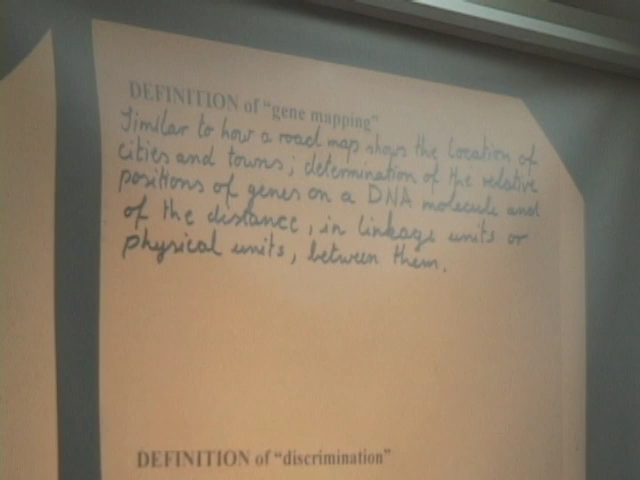 DEFINITION of "gene mapping"
Similar to how a road map shows the location of
cities and towns; determination of the relative
positions of genes on a DNA molecule and
of the distance, in linkage units or
physical units, between them.
DEFINITION of "discrimination"